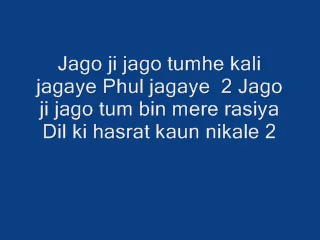 Jago ji jago tumhe kali
jagaye Phul jagaye  2 Jago
ji jago tum bin mere rasiya
Dil ki hasrat kaun nikale 2